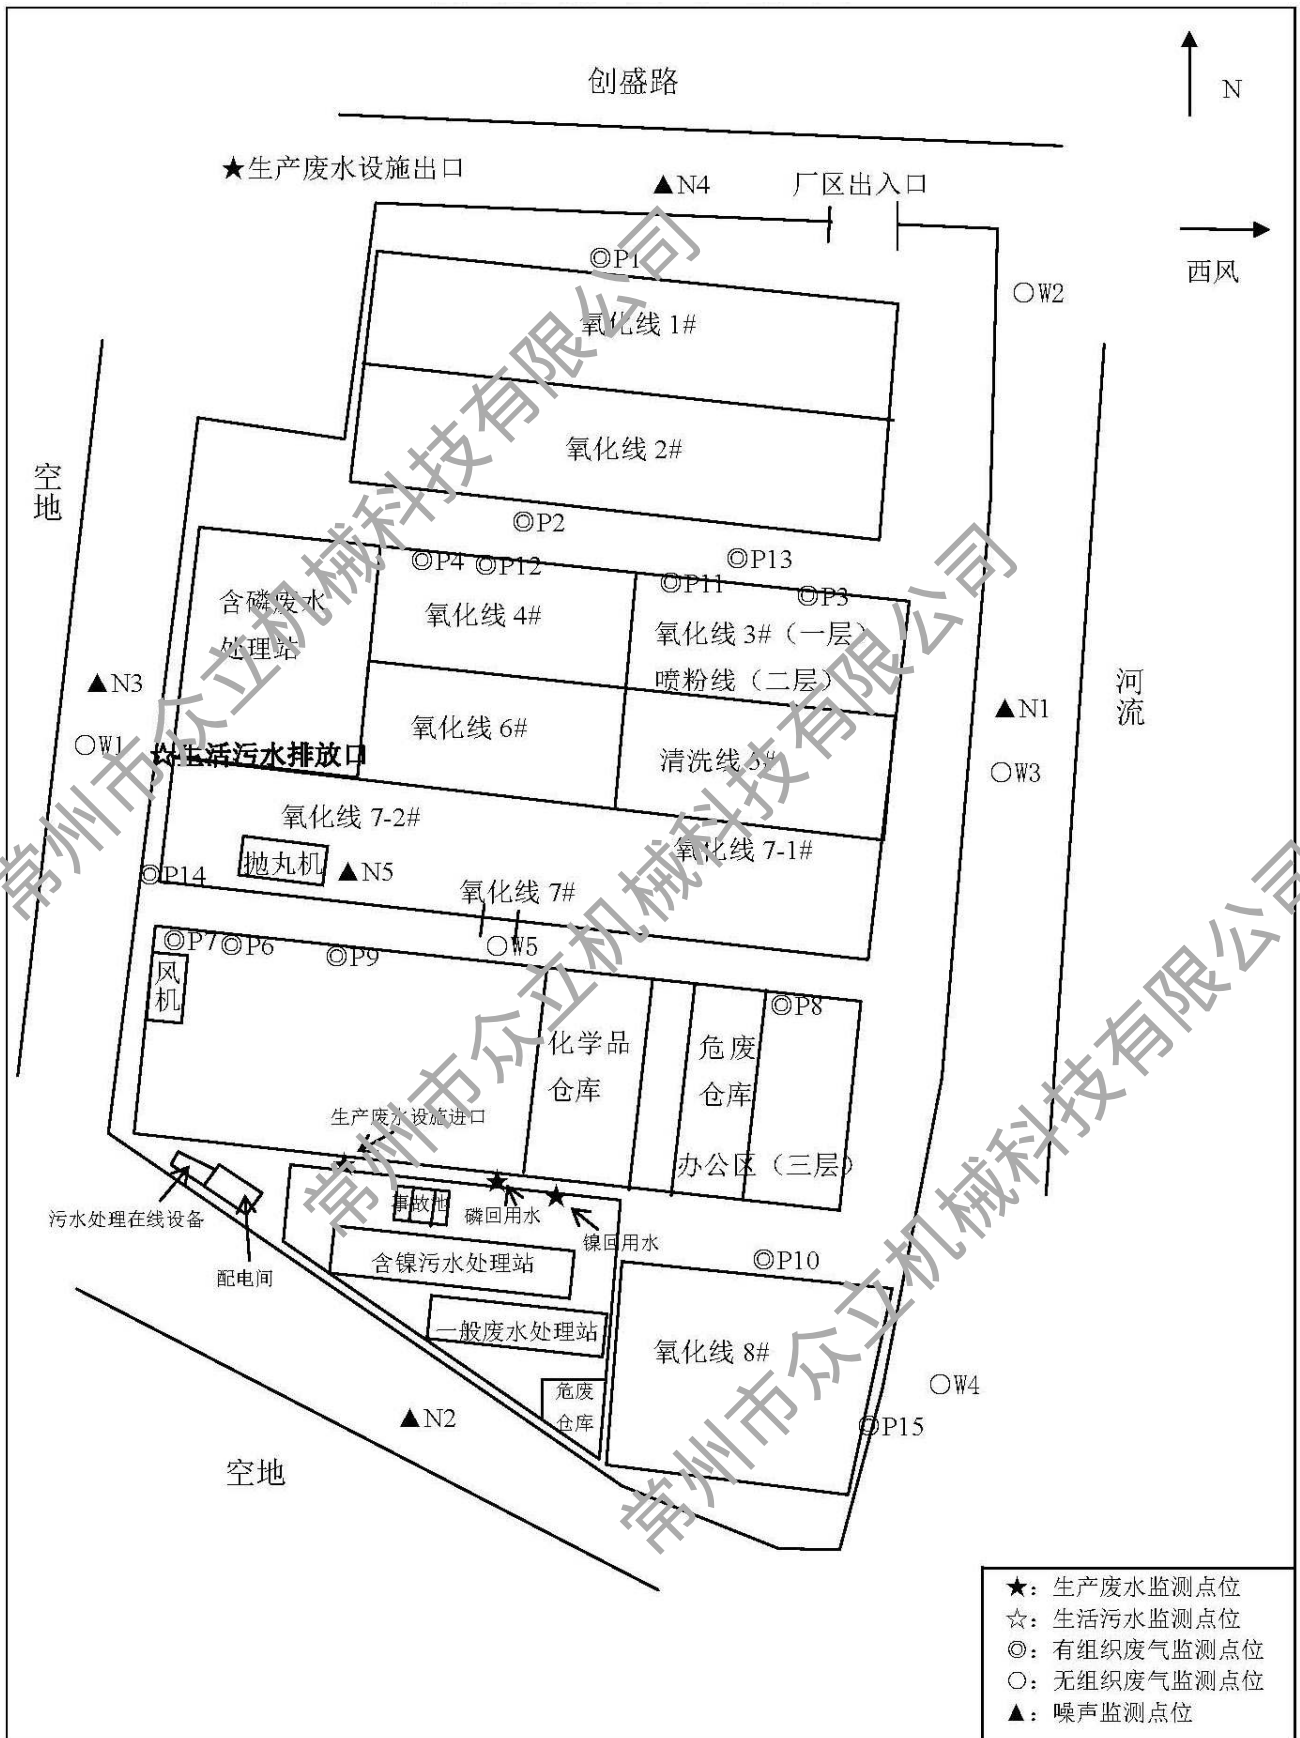 创盛路
N
★生产废水设施出口
▲N4
厂区出入口
西风
◎P1
○W2
氧化线 1#
氧化线 2#
空地
◎P2
◎P4
◎P12
◎P13
◎P11
◎P3
含磷废水
处理站
氧化线 4#
氧化线 3#（一层）
喷粉线（二层）
▲N3
▲N1
河流
氧化线 6#
清洗线 5#
○W1
☆生活污水排放口
○W3
氧化线 7-2#
氧化线 7-1#
抛丸机
▲N5
◎P14
氧化线 7#
◎P7
◎P6
◎P9
○W5
风机
◎P8
化学品
仓库
危废
仓库
生产废水设施进口
办公区（三层）
事故池
磷回用水
镍回用水
污水处理在线设备
配电间
含镍污水处理站
◎P10
一般废水处理站
氧化线 8#
危废
仓库
○W4
▲N2
◎P15
空地
★：生产废水监测点位
☆：生活污水监测点位
◎：有组织废气监测点位
○：无组织废气监测点位
▲：噪声监测点位
常州市众立机械科技有限公司
常州市众立机械科技有限公司
常州市众立机械科技有限公司